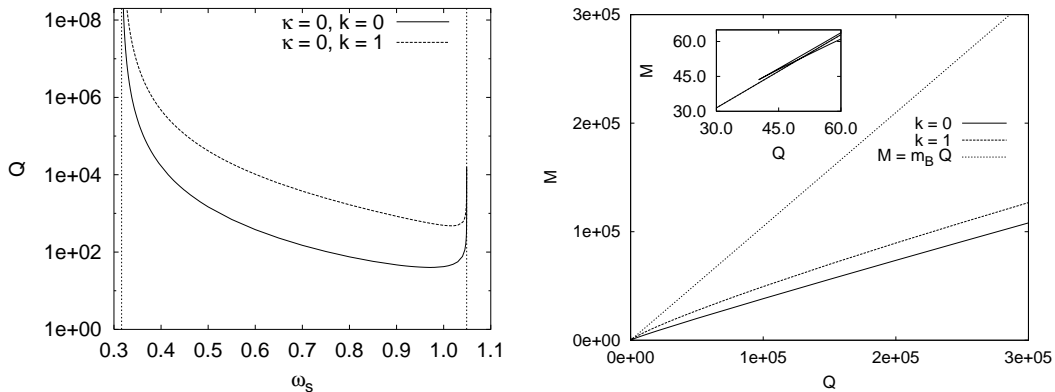 1e+08
1e+06
1e+04
1e+02
1e+00
Q
κ = 0, k = 0
κ = 0, k = 1
0.3 0.4 0.5 0.6 0.7 0.8 0.9 1.0 1.1
ωs
3e+05
2e+05
1e+05
0e+00
M
60.0
45.0
30.0
M
30.0 45.0 60.0
Q
k = 0
k = 1
M = mB Q
0e+00 1e+05 2e+05 3e+05
Q